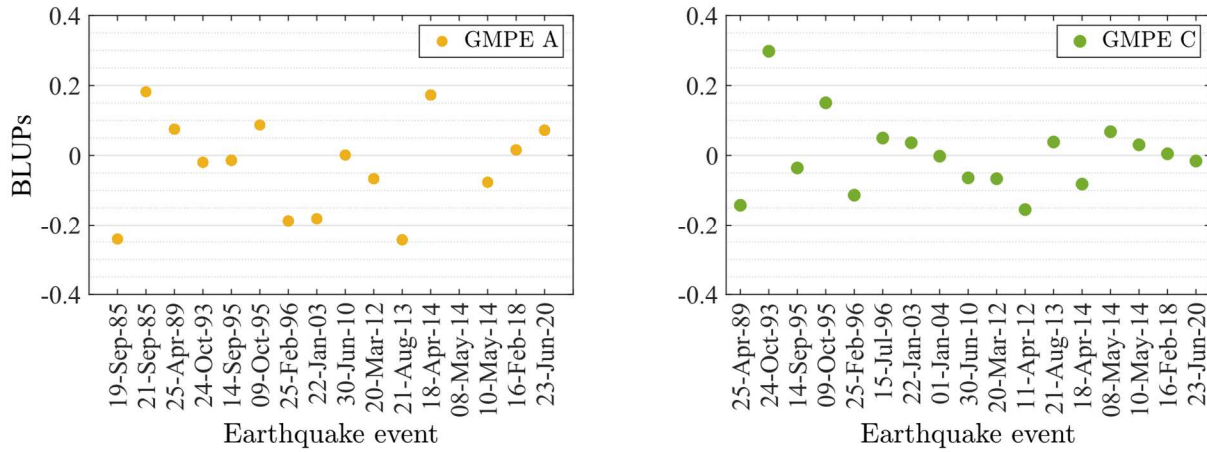 0.4
0.2
0
-0.2
-0.4
BLUPs
GMPE A
19-Sep-85
21-Sep-85
25-Apr-89
24-Oct-93
14-Sep-95
09-Oct-95
25-Feb-96
22-Jan-03
30-Jun-10
20-Mar-12
21-Aug-13
18-Apr-14
08-May-14
10-May-14
16-Feb-18
23-Jun-20
Earthquake event
0.4
0.2
0
-0.2
-0.4
GMPE C
25-Apr-89
24-Oct-93
14-Sep-95
09-Oct-95
25-Feb-96
15-Jul-96
22-Jan-03
01-Jan-04
30-Jun-10
20-Mar-12
11-Apr-12
21-Aug-13
18-Apr-14
08-May-14
10-May-14
16-Feb-18
23-Jun-20
Earthquake event